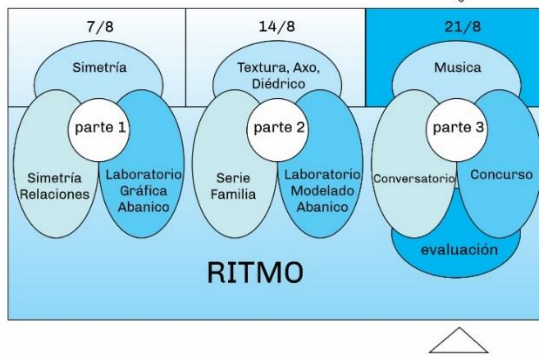 7/8
14/8
21/8
Simetría
Textura, Axo,
Diédrico
Musica
parte 1
parte 2
parte 3
Simetría
Relaciones
Laboratorio
Gráfica
Abanico
Serie
Familia
Laboratorio
Modelado
Abanico
Conversatorio
Concurso
evaluación
RITMO